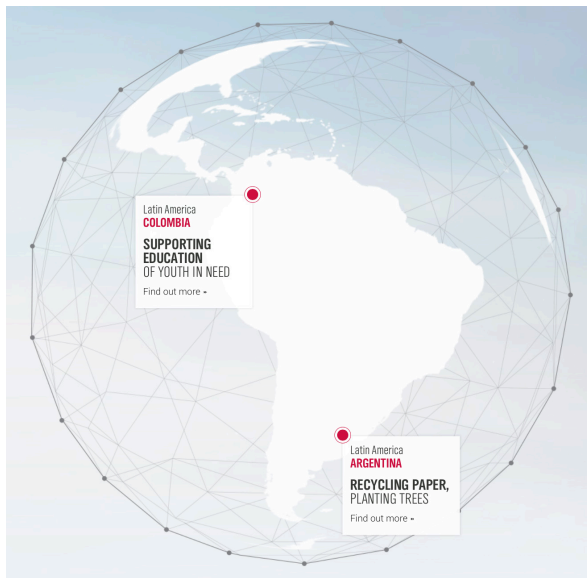 Latin America
COLOMBIA
SUPPORTING
EDUCATION
OF YOUTH IN NEED
Find out more
Latin America
ARGENTINA
RECYCLING PAPER,
PLANTING TREES
Find out more